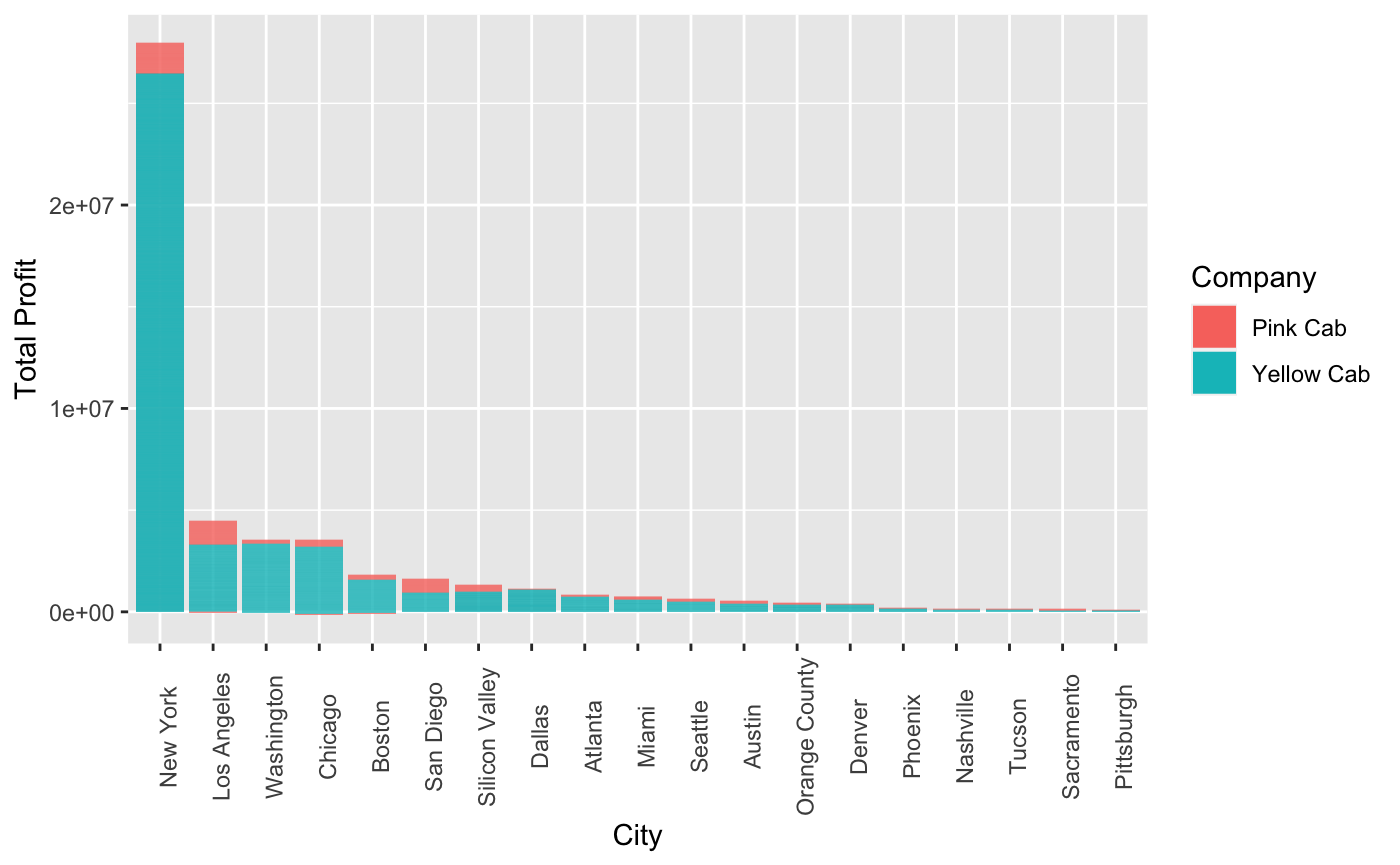 2e+07
1e+07
0e+00
Total Profit
New York
Los Angeles
Washington
Chicago
Boston
San Diego
Silicon Valley
Dallas
Atlanta
Miami
Seattle
Austin
Orange County
Denver
Phoenix
Nashville
Tucson
Sacramento
Pittsburgh
City
Company
Pink Cab
Yellow Cab